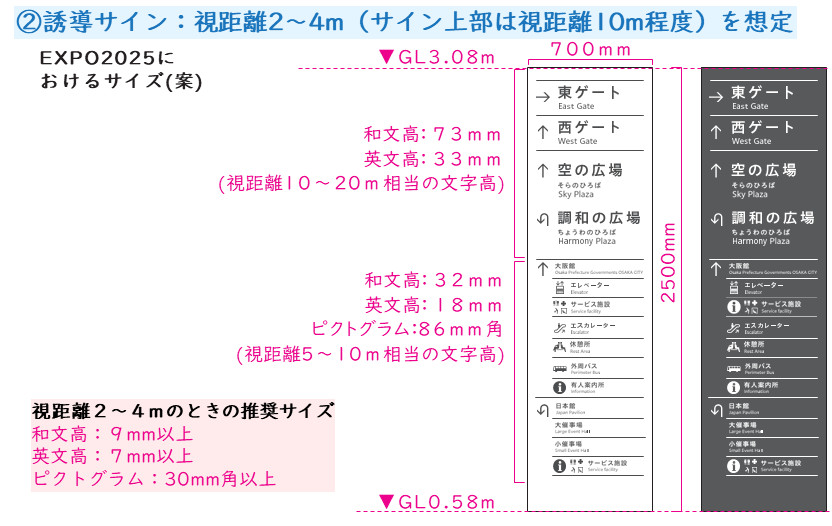 ②誘導サイン：視距離2～4m（サイン上部は視距離10m程度）を想定
EXPO2025に
おけるサイズ(案)
▼GL3.08m
700mm
和文高：７３ｍｍ
英文高：３３ｍｍ
(視距離１０～２０ｍ相当の文字高)
和文高：３２ｍｍ
英文高：１８ｍｍ
ピクトグラム:８６ｍｍ角
(視距離5～１０ｍ相当の文字高)
視距離２～４ｍのときの推奨サイズ
和文高：９mm以上
英文高：７mm以上
ピクトグラム：30mm角以上
▼GL0.58m
2500mm
→ 東ゲート
East Gate
↑ 西ゲート
West Gate
↑ 空の広場
そらのひろば
Sky Plaza
調和の広場
ちょうわのひろば
Harmony Plaza
↑ 大阪館
Osaka Prefecture Governments OSAKA CITY
エレベーター
Elevator
サービス施設
Service facility
エスカレーター
Escalator
休憩所
Rest Area
外周バス
Perimeter Bus
有人案内所
Information
日本館
Japan Pavilion
大催事場
Large Event Hall
小催事場
Small Event Hall
サービス施設
Service facility
→ 東ゲート
East Gate
↑ 西ゲート
West Gate
↑ 空の広場
そらのひろば
Sky Plaza
調和の広場
ちょうわのひろば
Harmony Plaza
↑ 大阪館
Osaka Prefecture Governments OSAKA CITY
エレベーター
Elevator
サービス施設
Service facility
エスカレーター
Escalator
休憩所
Rest Area
外周バス
Perimeter Bus
有人案内所
Information
日本館
Japan Pavilion
大催事場
Large Event Hall
小催事場
Small Event Hall
サービス施設
Service facility